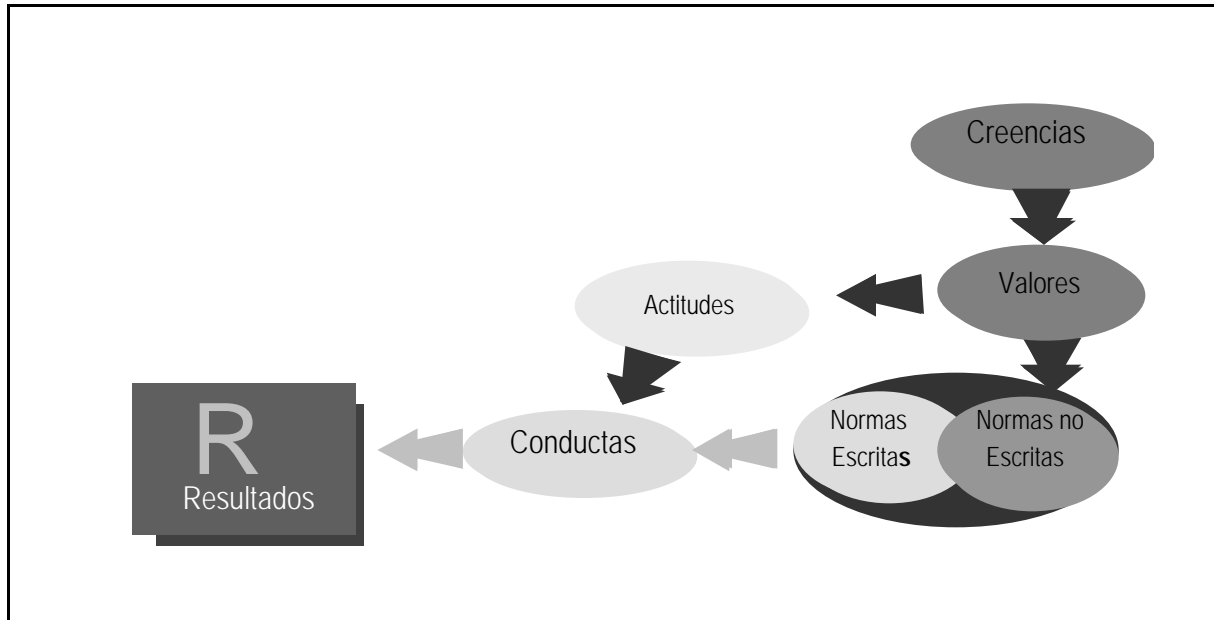 Creencias
Valores
Actitudes
Normas
Escritas
Normas no
Escritas
Conductas
R
Resultados